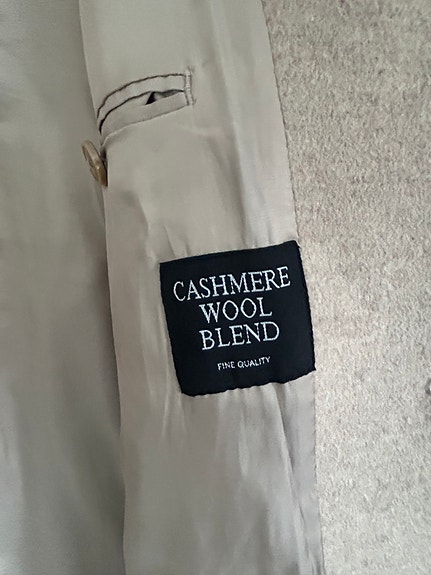 CASHMERE
WOOL
BLEND
FINE QUALITY